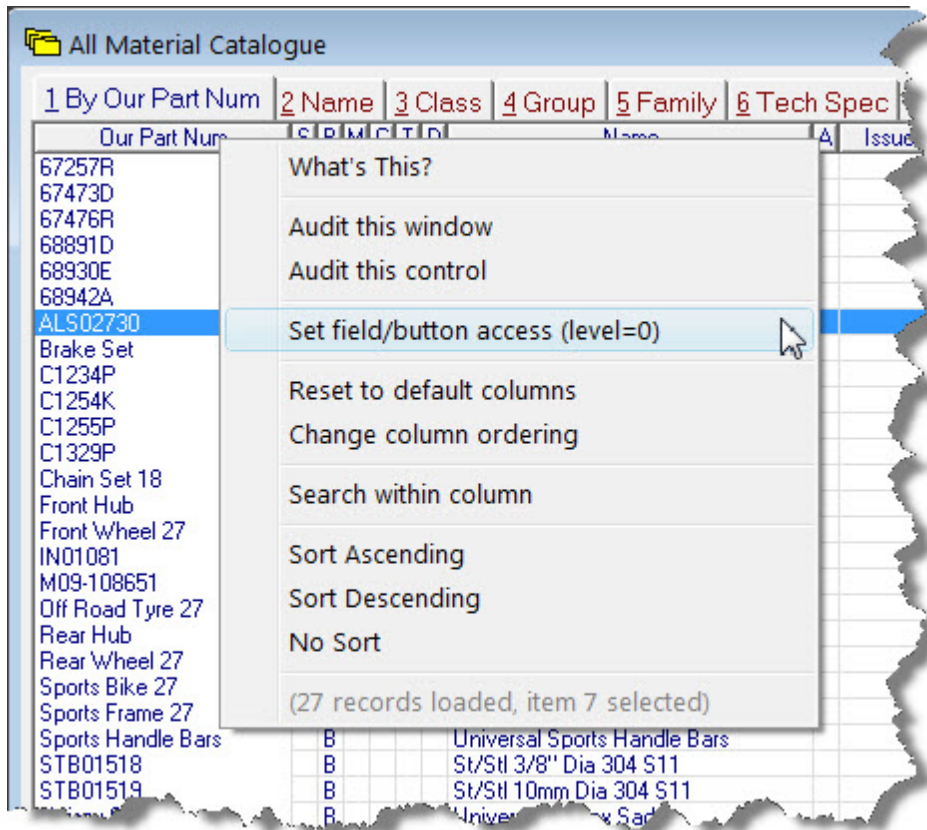 All Material Catalogue
1 By Our Part Num 2 Name 3 Class 4 Group 5 Family 6 Tech Spec
Our Part Num S B M C T D Name A Issue
67257R
67473D
67476R
68891D
68930E
68942A
ALS02730
Brake Set
C1234P
C1254K
C1255P
C1329P
Chain Set 18
Front Hub
Front Wheel 27
IN01081
M09-108651
Off Road Tyre 27
Rear Hub
Rear Wheel 27
Sports Bike 27
Sports Frame 27
Sports Handle Bars B Universal Sports Handle Bars
STB01518 B St/Stl 3/8" Dia 304 S11
STB01519 B St/Stl 10mm Dia 304 S11
B
What's This?
Audit this window
Audit this control
Set field/button access (level=0)
Reset to default columns
Change column ordering
Search within column
Sort Ascending
Sort Descending
No Sort
(27 records loaded, item 7 selected)